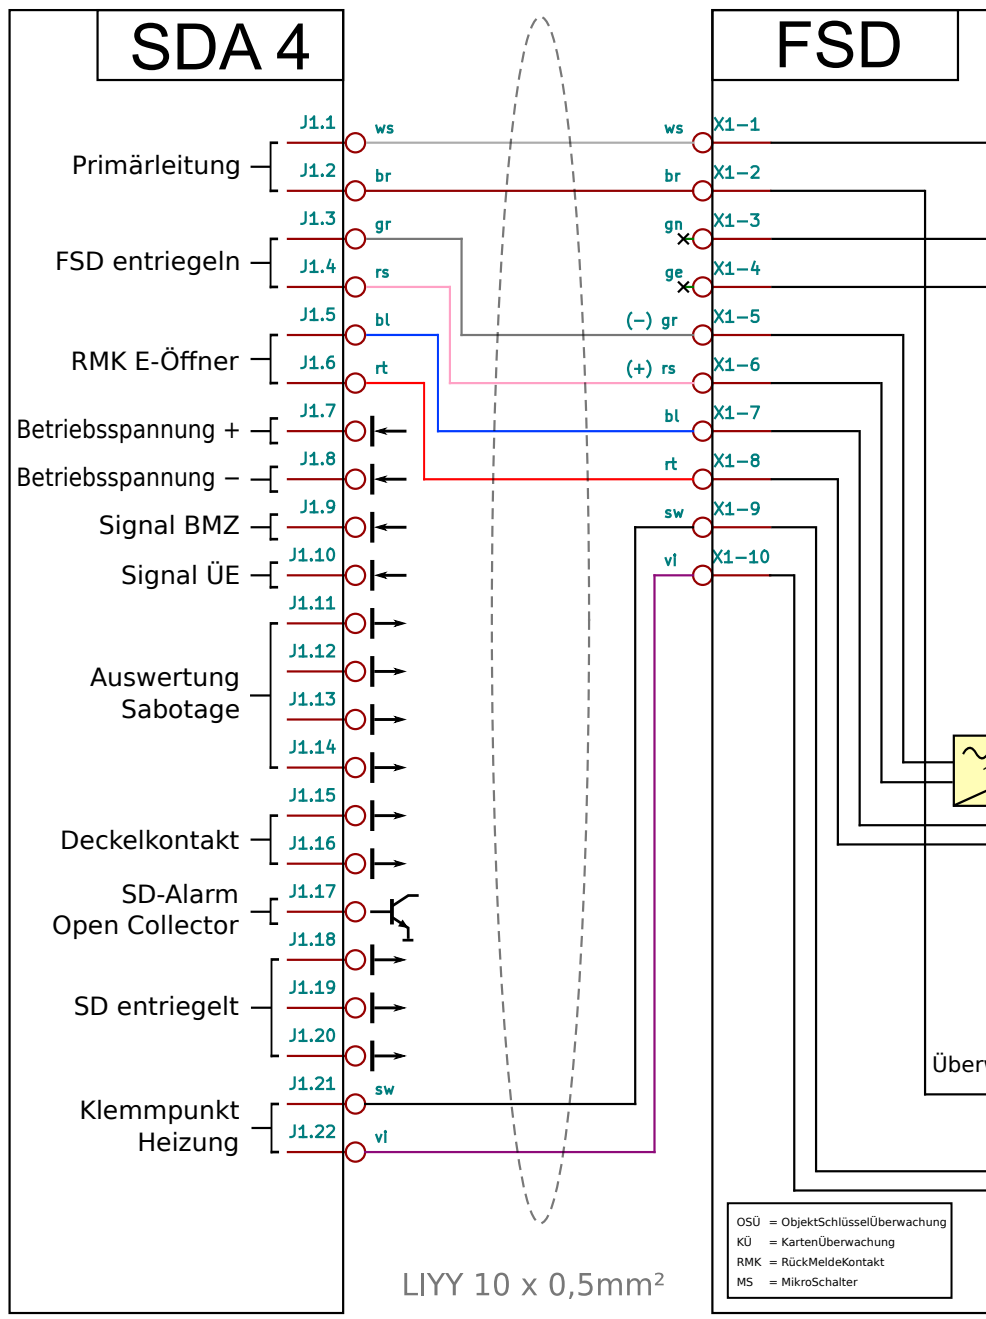 SDA 4
FSD
J1.1 ws
ws X1-1
Primärleitung
J1.2 br
br X1-2
J1.3 gr
gn X1-3
FSD entriegeln
J1.4 rs
ge X1-4
J1.5 bl
(-) gr X1-5
RMK E-Öffner
J1.6 rt
(+) rs X1-6
J1.7
bl X1-7
Betriebsspannung +
J1.8
rt X1-8
Betriebsspannung −
J1.9
sw X1-9
Signal BMZ
J1.10
vi X1-10
Signal ÜE
J1.11
J1.12
Auswertung
Sabotage
J1.13
J1.14
J1.15
Deckelkontakt
J1.16
J1.17
SD-Alarm
Open Collector
J1.18
J1.19
SD entriegelt
J1.20
J1.21 sw
Klemmpunkt
Heizung
J1.22 vi
OSÜ = ObjektSchlüsselÜberwachung
KÜ = KartenÜberwachung
RMK = RückMeldeKontakt
MS = MikroSchalter
LIYY 10 x 0,5mm²